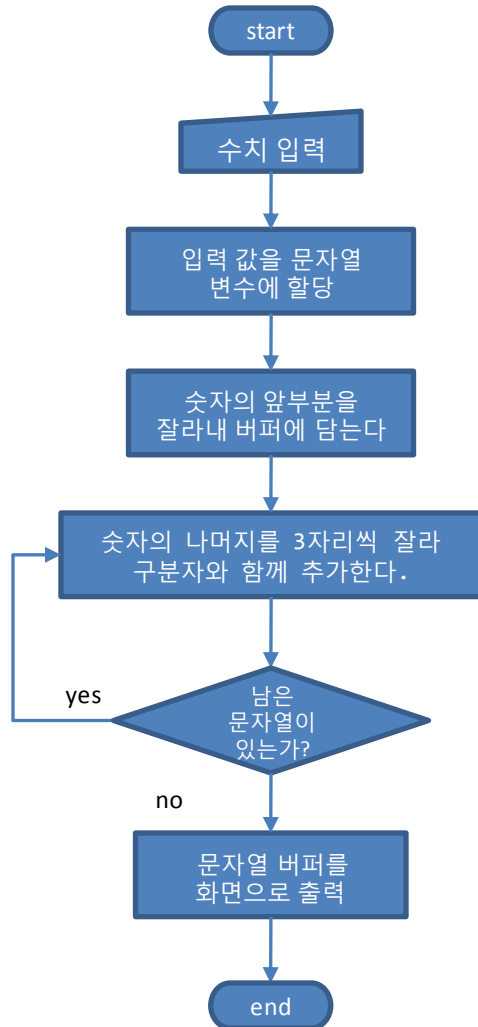 start
수치 입력
입력 값을 문자열
변수에 할당
숫자의 앞부분을
잘라내 버퍼에 담는다
숫자의 나머지를 3자리씩 잘라
구분자와 함께 추가한다.
yes
남은
문자열이
있는가?
no
문자열 버퍼를
화면으로 출력
end